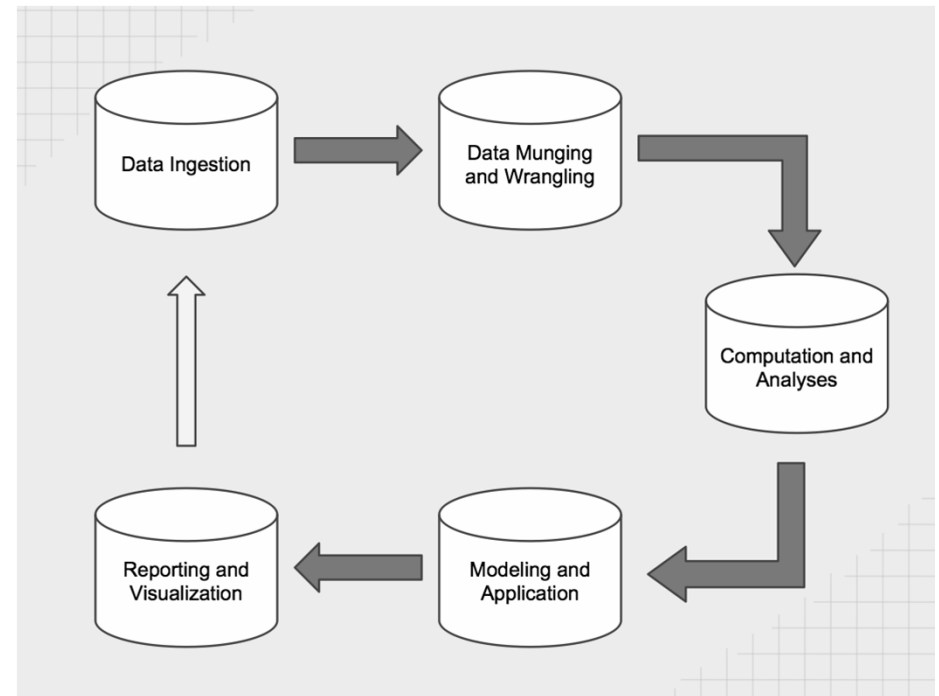 Data Ingestion
Data Munging
and Wrangling
Computation and
Analyses
Modeling and
Application
Reporting and
Visualization